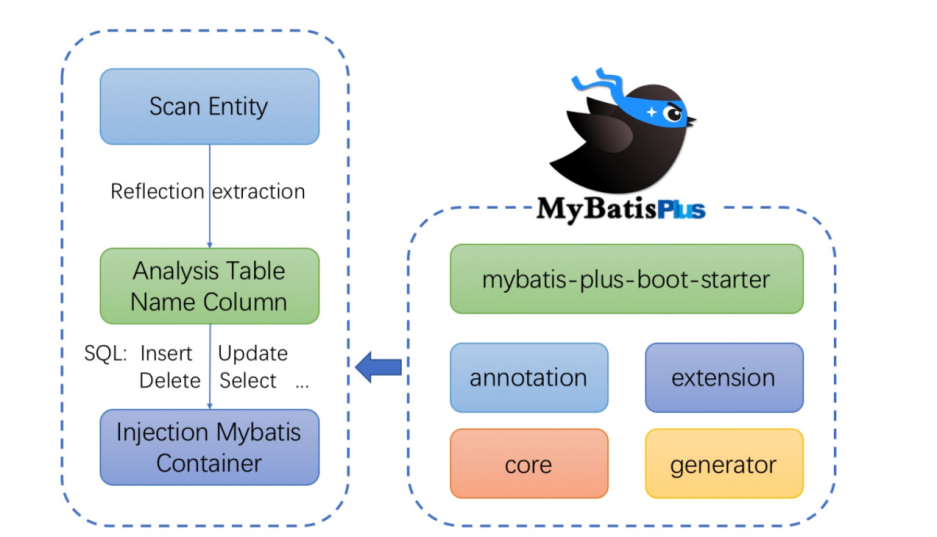 Scan Entity
Reflection extraction
Analysis Table
Name Column
SQL: Insert Update
Delete Select ...
Injection Mybatis
Container
MyBatisPlus
mybatis-plus-boot-starter
annotation extension
core generator